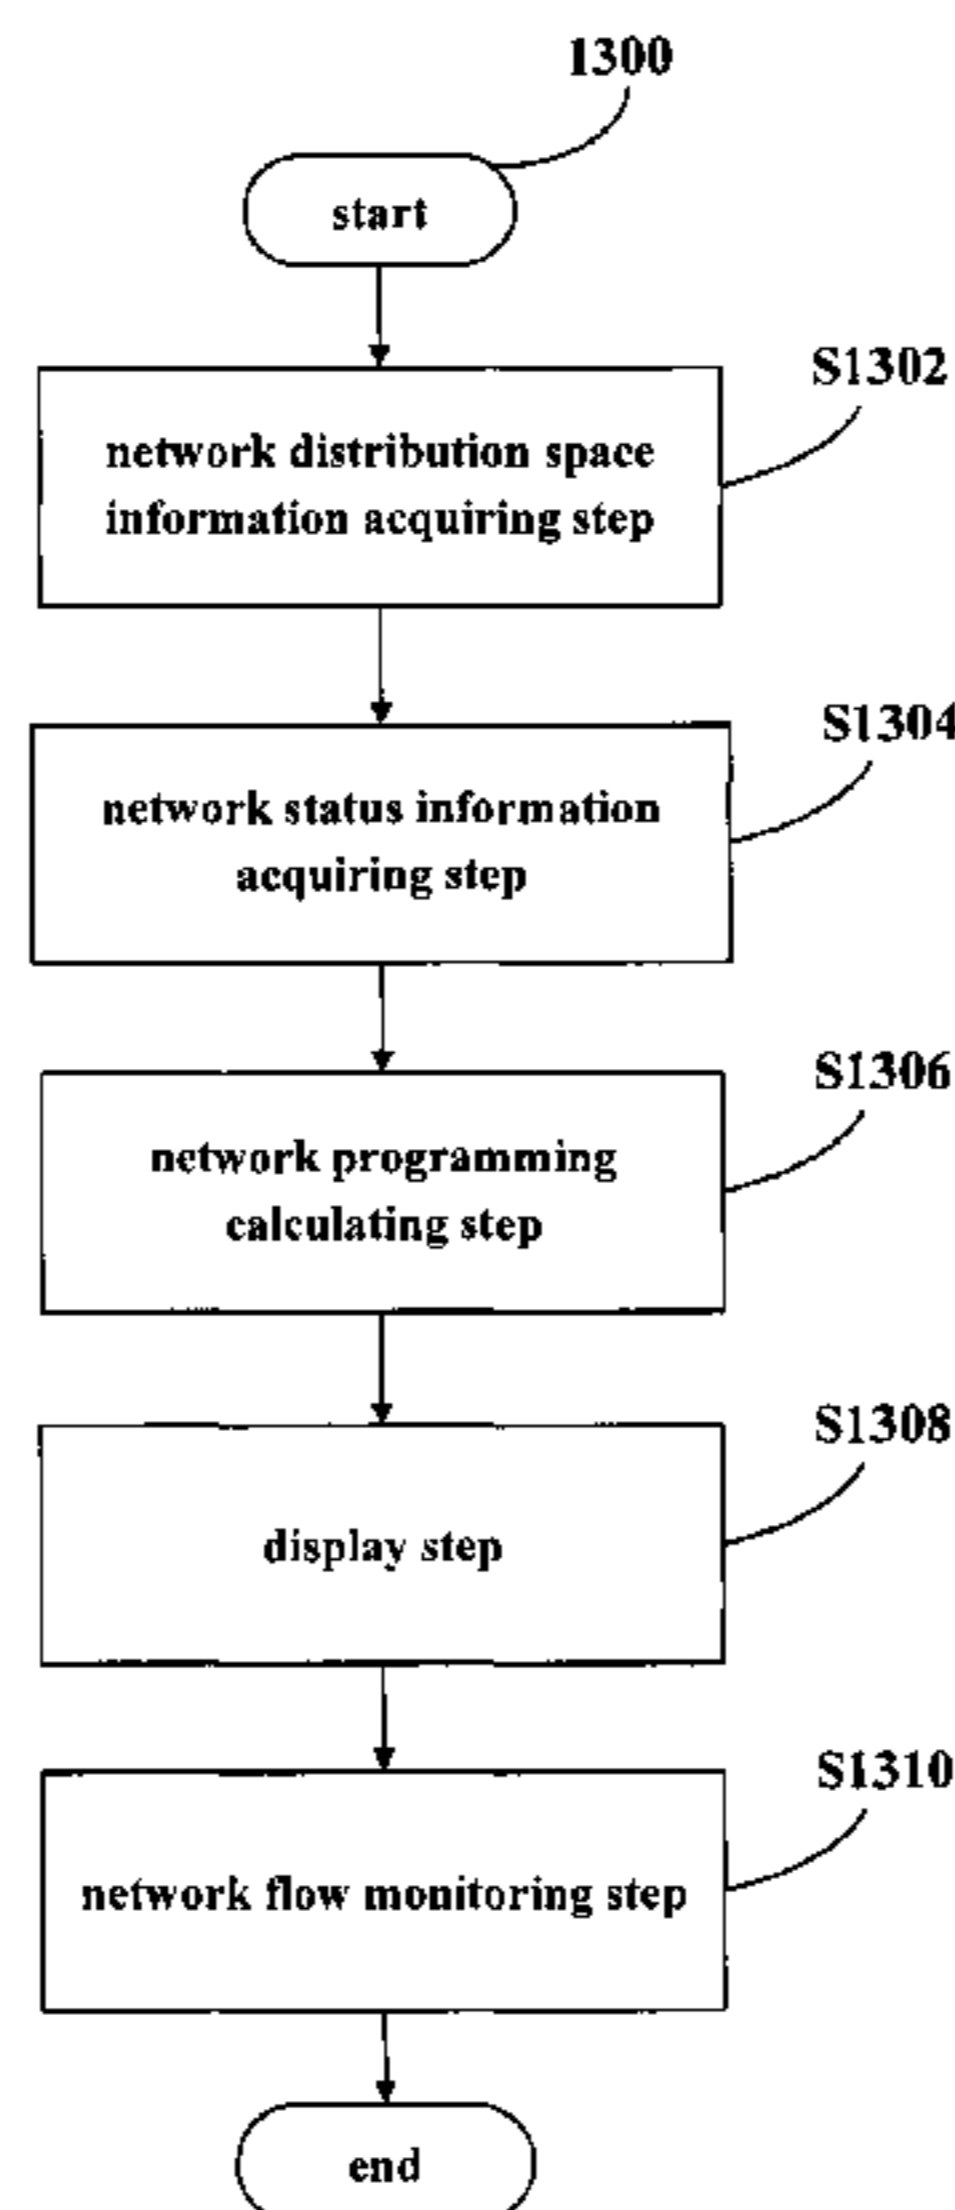 1300
start
S1302
network distribution space
information acquiring step
S1304
network status information
acquiring step
S1306
network programming
calculating step
S1308
display step
S1310
network flow monitoring step
end